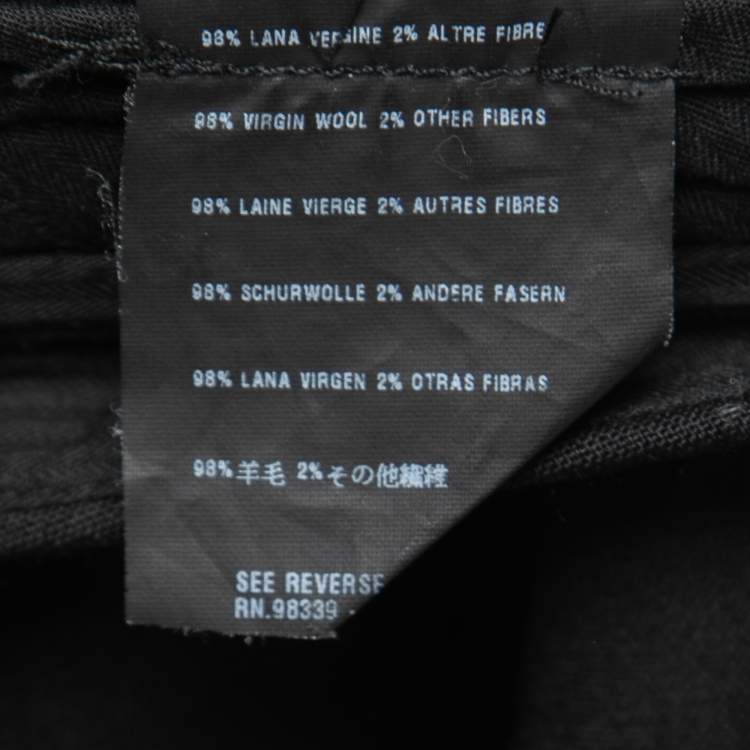 98% LANA VERGINE 2% ALTRE FIBRE
98% VIRGIN WOOL 2% OTHER FIBERS
98% LAINE VIERGE 2% AUTRES FIBRES
98% SCHURWOLLE 2% ANDERE FASERN
98% LANA VIRGEN 2% OTRAS FIBRAS
98%羊毛 2%その他繊維
SEE REVERSE
RN.98339